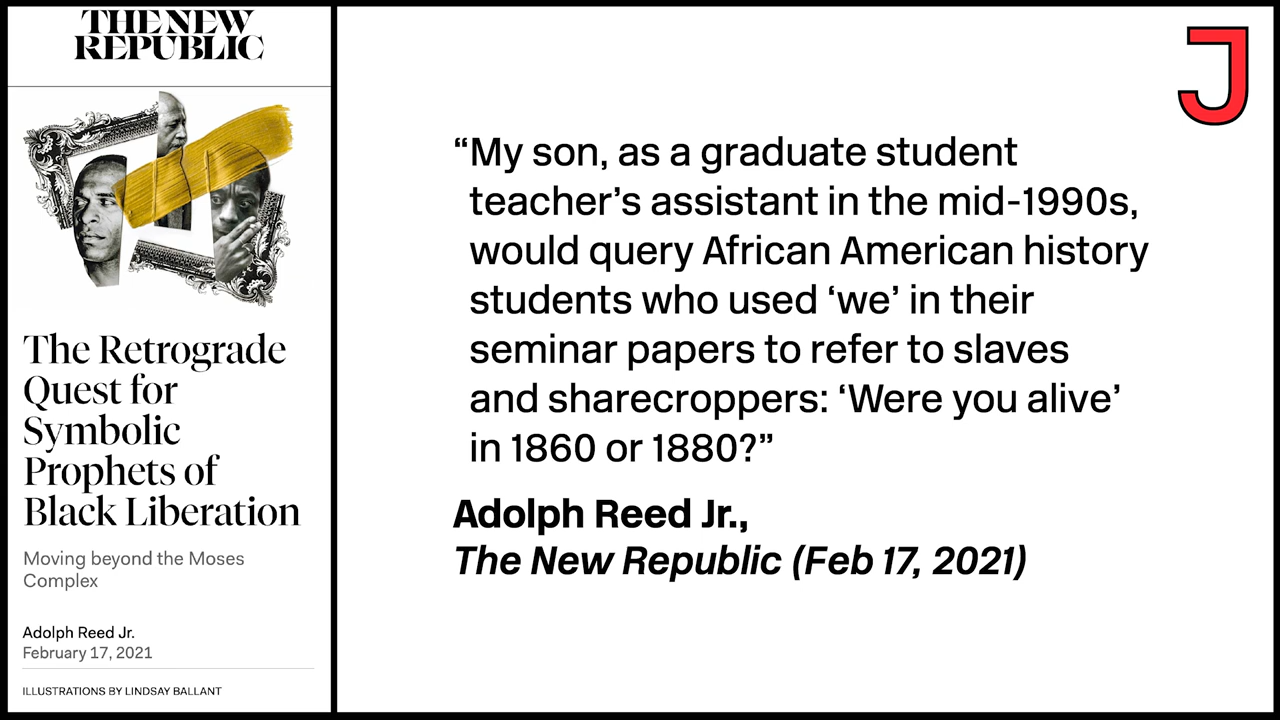 THE NEW
REPUBLIC
The Retrograde
Quest for
Symbolic
Prophets of
Black Liberation
Moving beyond the Moses
Complex
Adolph Reed Jr.
February 17, 2021
ILLUSTRATIONS BY LINDSAY BALLANT
J
“My son, as a graduate student
teacher’s assistant in the mid-1990s,
would query African American history
students who used ‘we’ in their
seminar papers to refer to slaves
and sharecroppers: ‘Were you alive’
in 1860 or 1880?”
Adolph Reed Jr.,
The New Republic (Feb 17, 2021)